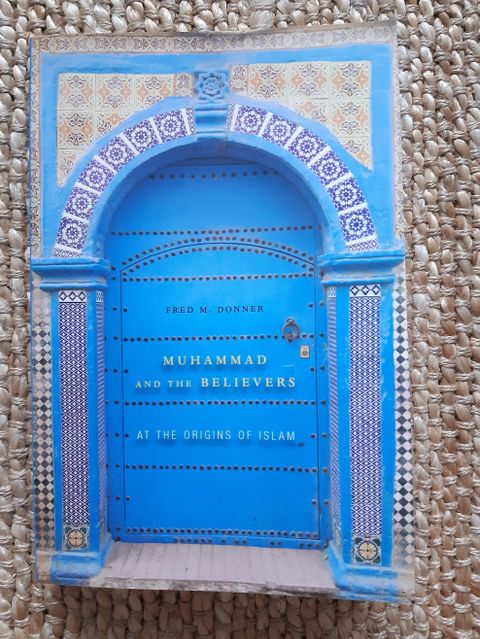 FRED M. DONNER
MUHAMMAD
AND THE BELIEVERS
AT THE ORIGINS OF ISLAM